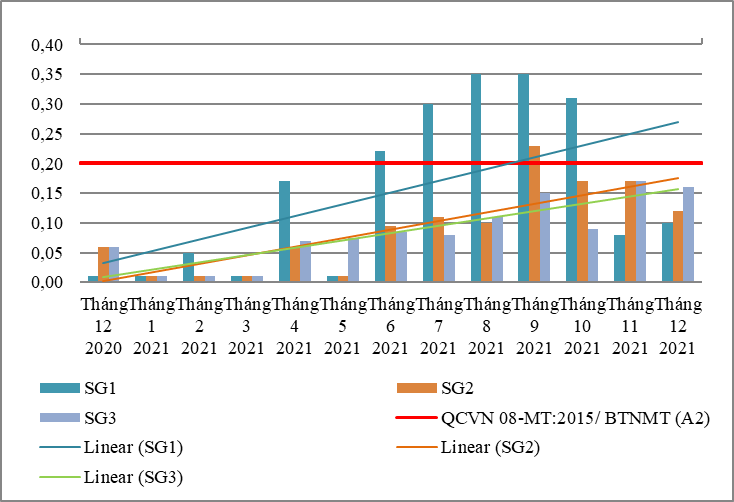 0,40
0,35
0,30
0,25
0,20
0,15
0,10
0,05
0,00
Tháng Tháng Tháng Tháng Tháng Tháng Tháng Tháng Tháng Tháng Tháng Tháng Tháng
12 1 2 3 4 5 6 7 8 9 10 11 12
2020 2021 2021 2021 2021 2021 2021 2021 2021 2021 2021 2021 2021
SG1 SG2
SG3 QCVN 08-MT:2015/ BTNMT (A2)
Linear (SG1) Linear (SG2)
Linear (SG3)